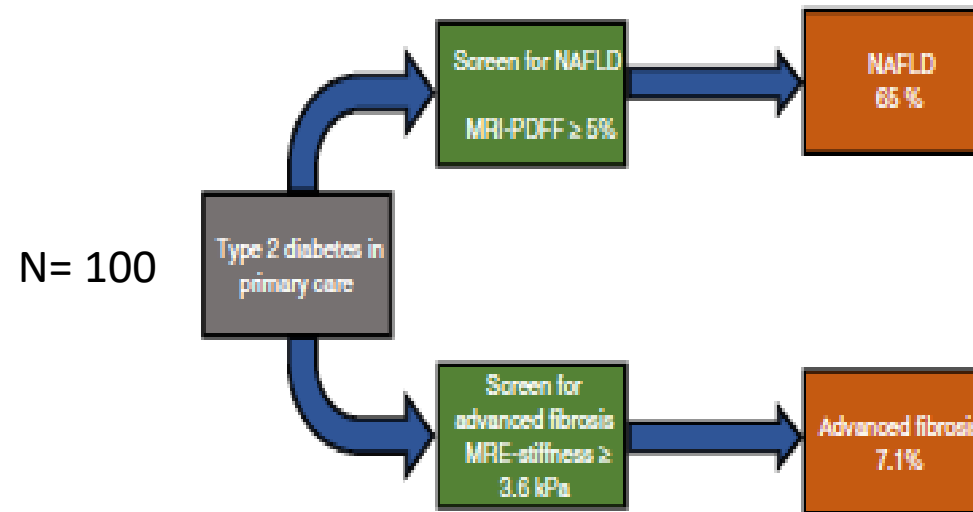 Screen for NAFLD
MRI-PDFF ≥ 5%
NAFLD
65 %
N= 100
Type 2 diabetes in
primary care
Screen for
advanced fibrosis
MRE-stiffness ≥
3.6 kPa
Advanced fibrosis
7.1%